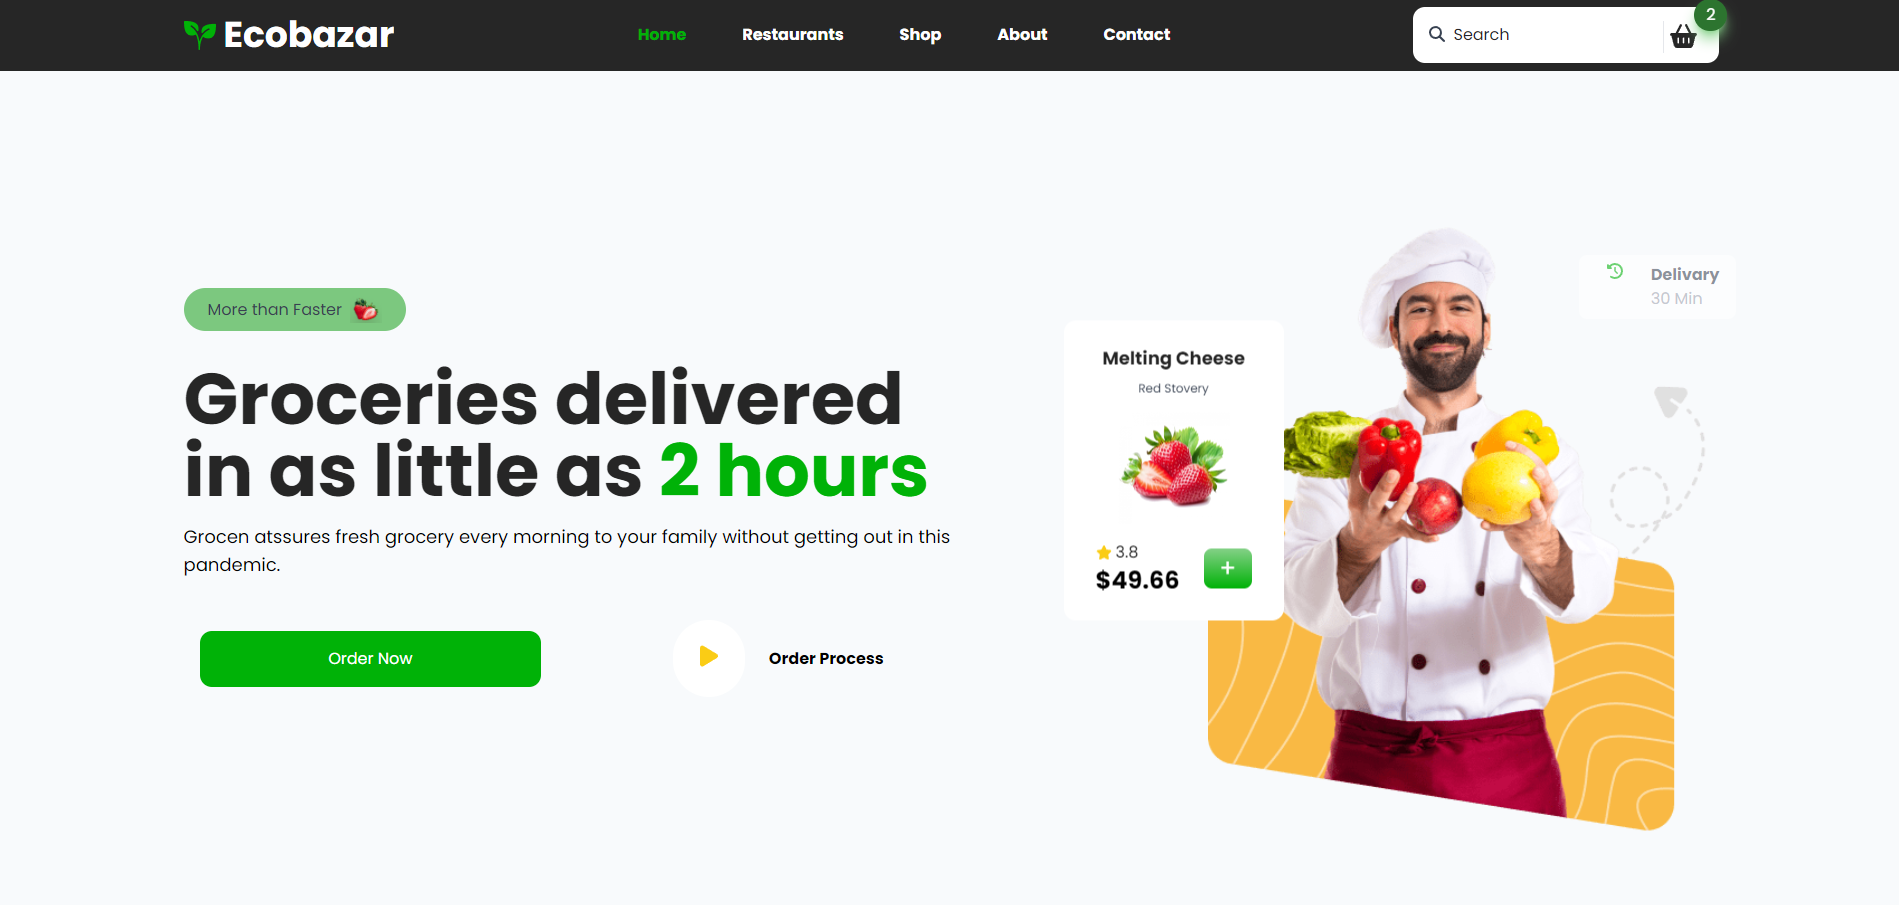 Ecobazar
Home
Restaurants
Shop
About
Contact
Search
2
More than Faster
Groceries delivered
in as little as 2 hours
Grocen atssures fresh grocery every morning to your family without getting out in this
pandemic.
Order Now
Order Process
Delivary
30 Min
Melting Cheese
Red Stovery
3.8
$49.66
+